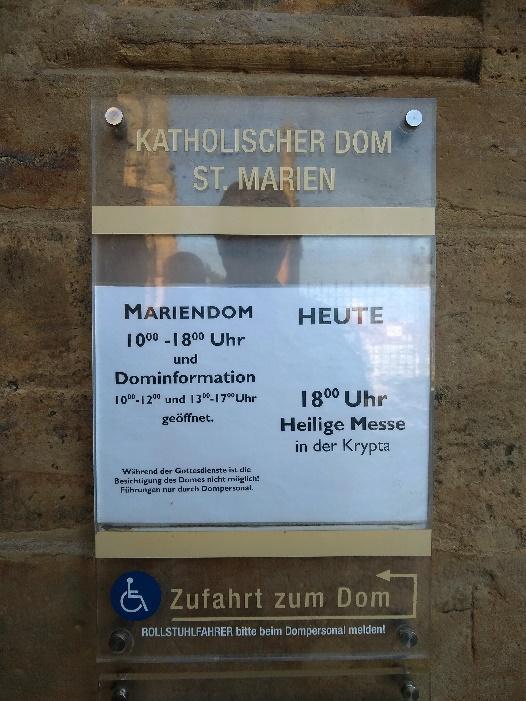 KATHOLISCHER DOM
ST. MARIEN
MARIENDOM
10⁰⁰ -18⁰⁰ Uhr
und
Dominformation
10⁰⁰-12⁰⁰ und 13⁰⁰-17⁰⁰Uhr
geöffnet.
Während der Gottesdienste ist die
Besichtigung des Domes nicht möglich!
Führungen nur durch Dompersonal.
HEUTE
18⁰⁰ Uhr
Heilige Messe
in der Krypta
Zufahrt zum Dom
ROLLSTUHLFAHRER bitte beim Dompersonal melden!